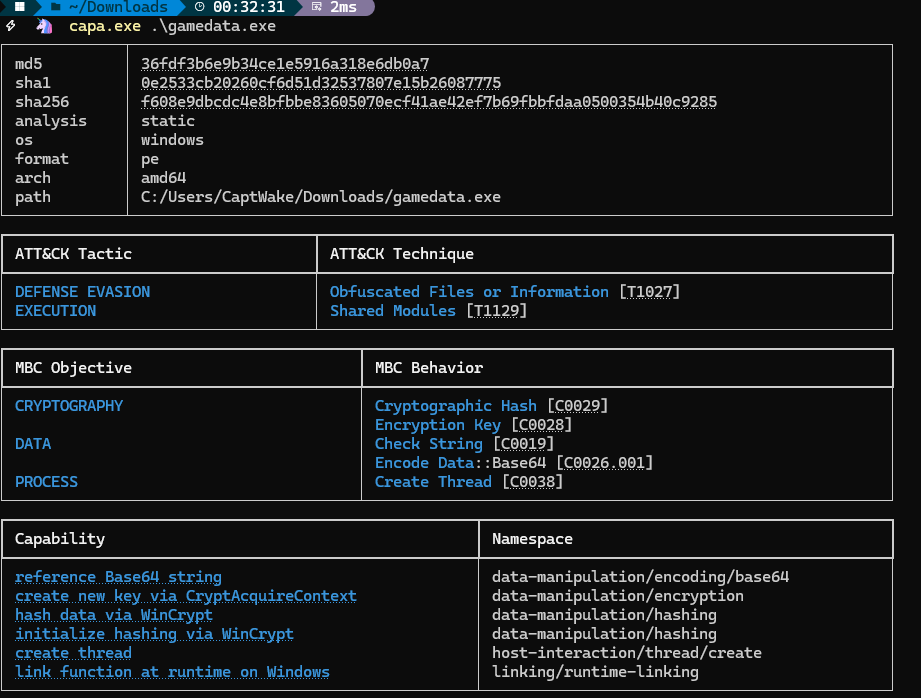 ~/Downloads 00:32:31 2ms
capa.exe .\gamedata.exe
md5 36fdf3b6e9b34ce1e5916a318e6db0a7
sha1 0e2533cb20260cf6d51d32537807e15b26087775
sha256 f608e9dbcdc4e8bfbbe83605070ecf41ae42ef7b69fbbfdaa0500354b40c9285
analysis static
os windows
format pe
arch amd64
path C:/Users/CaptWake/Downloads/gamedata.exe
ATT&CK Tactic ATT&CK Technique
DEFENSE EVASION Obfuscated Files or Information [T1027]
EXECUTION Shared Modules [T1129]
MBC Objective MBC Behavior
CRYPTOGRAPHY Cryptographic Hash [C0029]
Encryption Key [C0028]
DATA Check String [C0019]
Encode Data::Base64 [C0026.001]
PROCESS Create Thread [C0038]
Capability Namespace
reference Base64 string data-manipulation/encoding/base64
create new key via CryptAcquireContext data-manipulation/encryption
hash data via WinCrypt data-manipulation/hashing
initialize hashing via WinCrypt data-manipulation/hashing
create thread host-interaction/thread/create
link function at runtime on Windows linking/runtime-linking